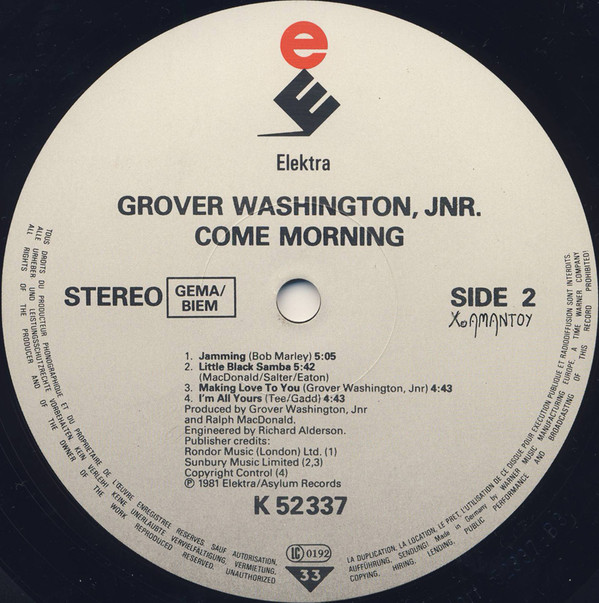 e
E
Elektra
GROVER WASHINGTON, JNR.
COME MORNING
STEREO
GEMA/
BIEM
SIDE 2
ΧοΑΜΑΝΤΟΥ
1. Jamming (Bob Marley) 5:05
2. Little Black Samba 5:42
(MacDonald/Salter/Eaton)
3. Making Love To You (Grover Washington, Jnr) 4:43
4. I'm All Yours (Tee/Gadd) 4:43
Produced by Grover Washington, Jnr
and Ralph MacDonald.
Engineered by Richard Alderson.
Publisher credits:
Rondor Music (London) Ltd. (1)
Sunbury Music Limited (2,3)
Copyright Control (4)
℗ 1981 Elektra/Asylum Records
K 52337
LC 0192
33
TOUS DROITS DU PRODUCTEUR PHONOGRAPHIQUE ET DU PROPRIETAIRE DE L'ŒUVRE ENREGISTREE RESERVES. SAUF AUTORISATION,
ALLE URHEBER UND LEISTUNGSSCHUTZRECHTE VORBEHALTEN KEIN VERLEIH! KEINE UNERLAUBTE VERVIELFÄLTIGUNG, VERMIETUNG,
ALL RIGHTS OF THE PRODUCER AND OF THE OWNER OF THE WORK REPRODUCED RESERVED. UNAUTHORIZED
LA DUPLICATION, LA LOCATION, LE PRET, L'UTILISATION DE CE DISQUE POUR EXECUTION PUBLIQUE ET RADIODIFFUSION SONT INTERDITS.
AUFFÜHRUNG, SENDUNG! Made in Germany by WARNER MUSIC MANUFACTURING EUROPE. A TIME WARNER COMPANY
COPYING, HIRING, LENDING, PUBLIC PERFORMANCE AND BROADCASTING OF THIS RECORD PROHIBITED!